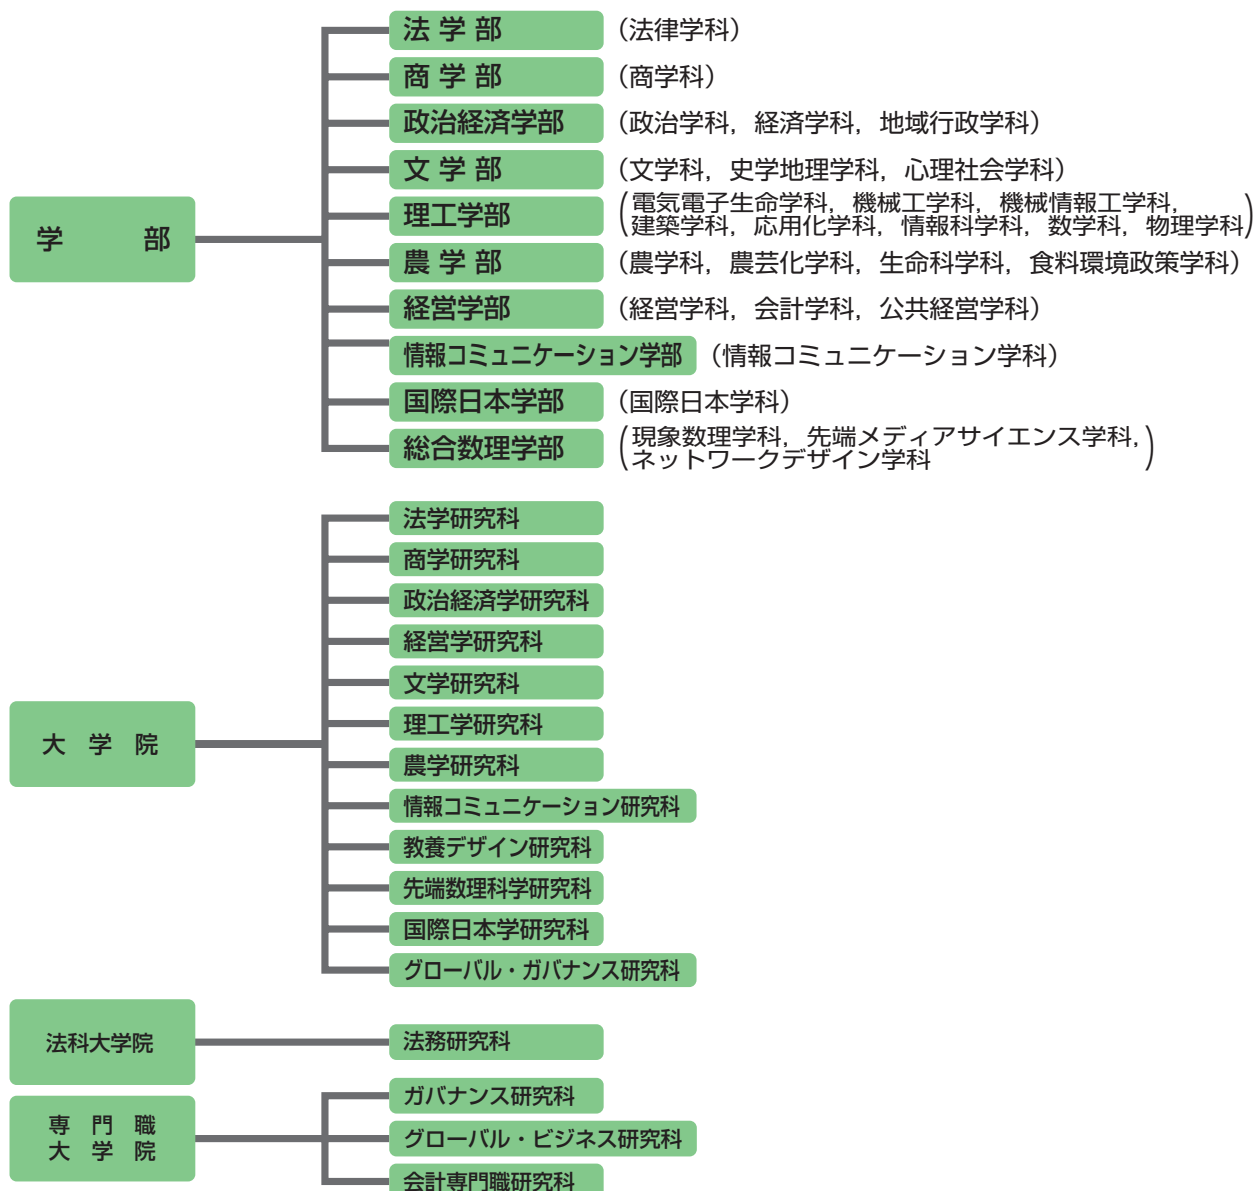 学部
法学部 (法律学科)
商学部 (商学科)
政治経済学部 (政治学科，経済学科，地域行政学科)
文学部 (文学科，史学地理学科，心理社会学科)
理工学部 (電気電子生命学科，機械工学科，機械情報工学科，
建築学科，応用化学科，情報科学科，数学科，物理学科)
農学部 (農学科，農芸化学科，生命科学科，食料環境政策学科)
経営学部 (経営学科，会計学科，公共経営学科)
情報コミュニケーション学部 (情報コミュニケーション学科)
国際日本学部 (国際日本学科)
総合数理学部 (現象数理学科，先端メディアサイエンス学科，
ネットワークデザイン学科)
大学院
法学研究科
商学研究科
政治経済学研究科
経営学研究科
文学研究科
理工学研究科
農学研究科
情報コミュニケーション研究科
教養デザイン研究科
先端数理科学研究科
国際日本学研究科
グローバル・ガバナンス研究科
法科大学院
法務研究科
専門職
大学院
ガバナンス研究科
グローバル・ビジネス研究科
会計専門職研究科